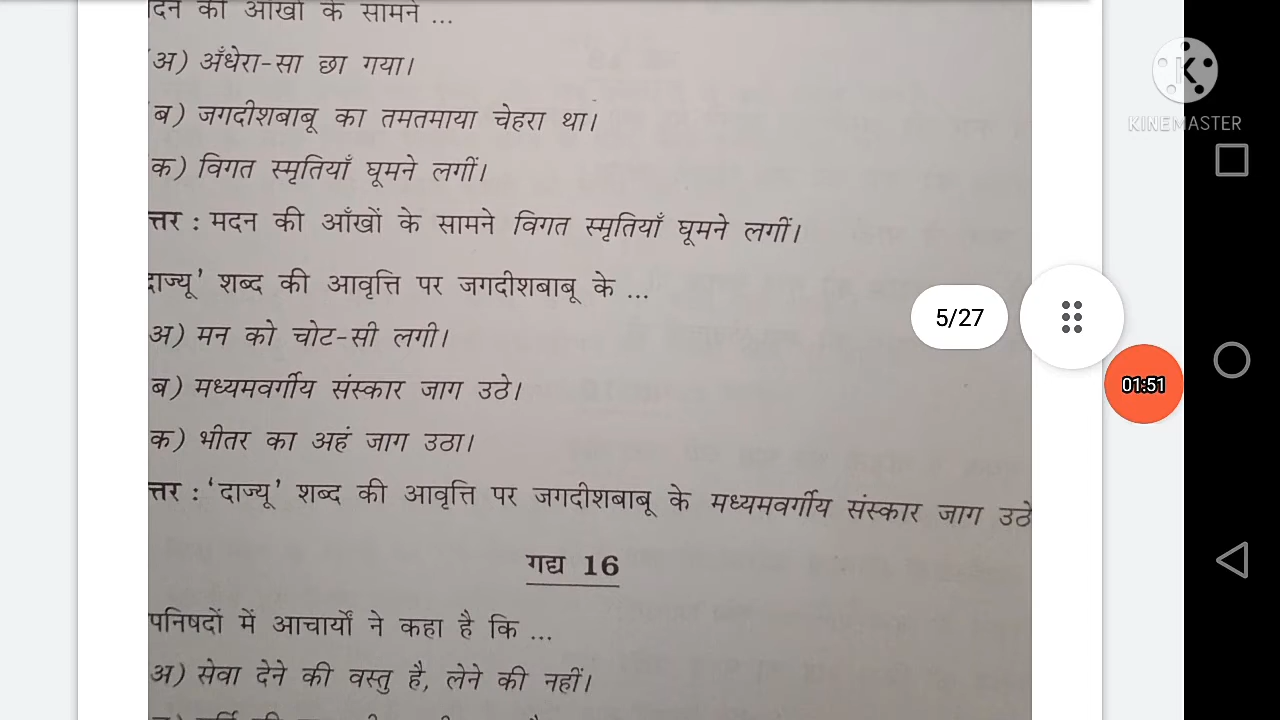 दन की आँखों के सामने ...
अ) अँधेरा-सा छा गया।
ब) जगदीशबाबू का तमतमाया चेहरा था।
क) विगत स्मृतियाँ घूमने लगीं।
त्तर : मदन की आँखों के सामने विगत स्मृतियाँ घूमने लगीं।
दाज्यू' शब्द की आवृत्ति पर जगदीशबाबू के ...
अ) मन को चोट-सी लगी।
ब) मध्यमवर्गीय संस्कार जाग उठे।
क) भीतर का अहं जाग उठा।
त्तर : 'दाज्यू' शब्द की आवृत्ति पर जगदीशबाबू के मध्यमवर्गीय संस्कार जाग उठे
गद्य 16
पनिषदों में आचार्यों ने कहा है कि ...
अ) सेवा देने की वस्तु है, लेने की नहीं।
5/27
01:51
KINEMASTER